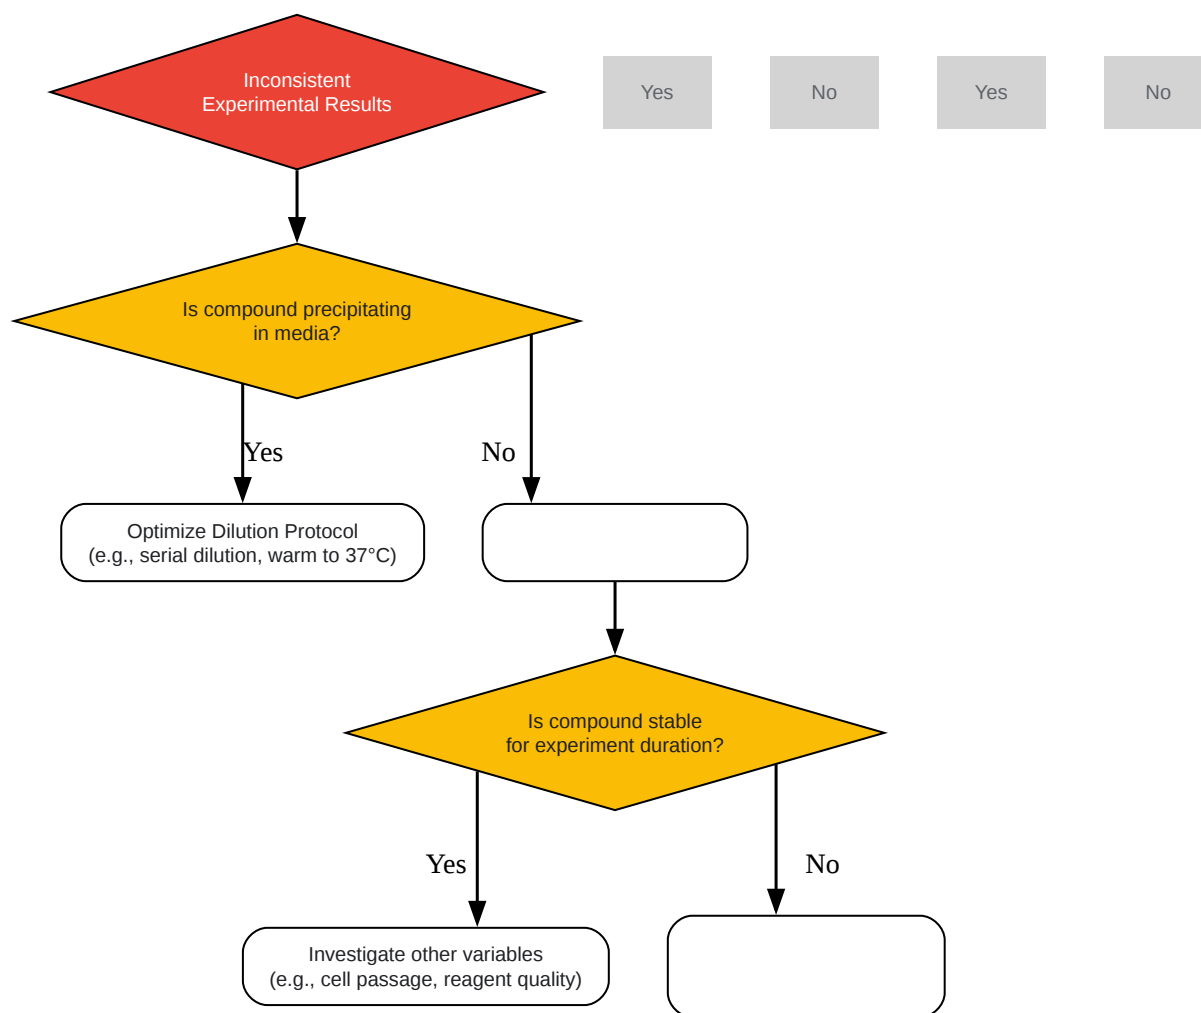 Inconsistent
Experimental Results
Yes
No
Yes
No
Is compound precipitating
in media?
Yes
No
Optimize Dilution Protocol
(e.g., serial dilution, warm to 37°C)
Is compound stable
for experiment duration?
Yes
No
Investigate other variables
(e.g., cell passage, reagent quality)